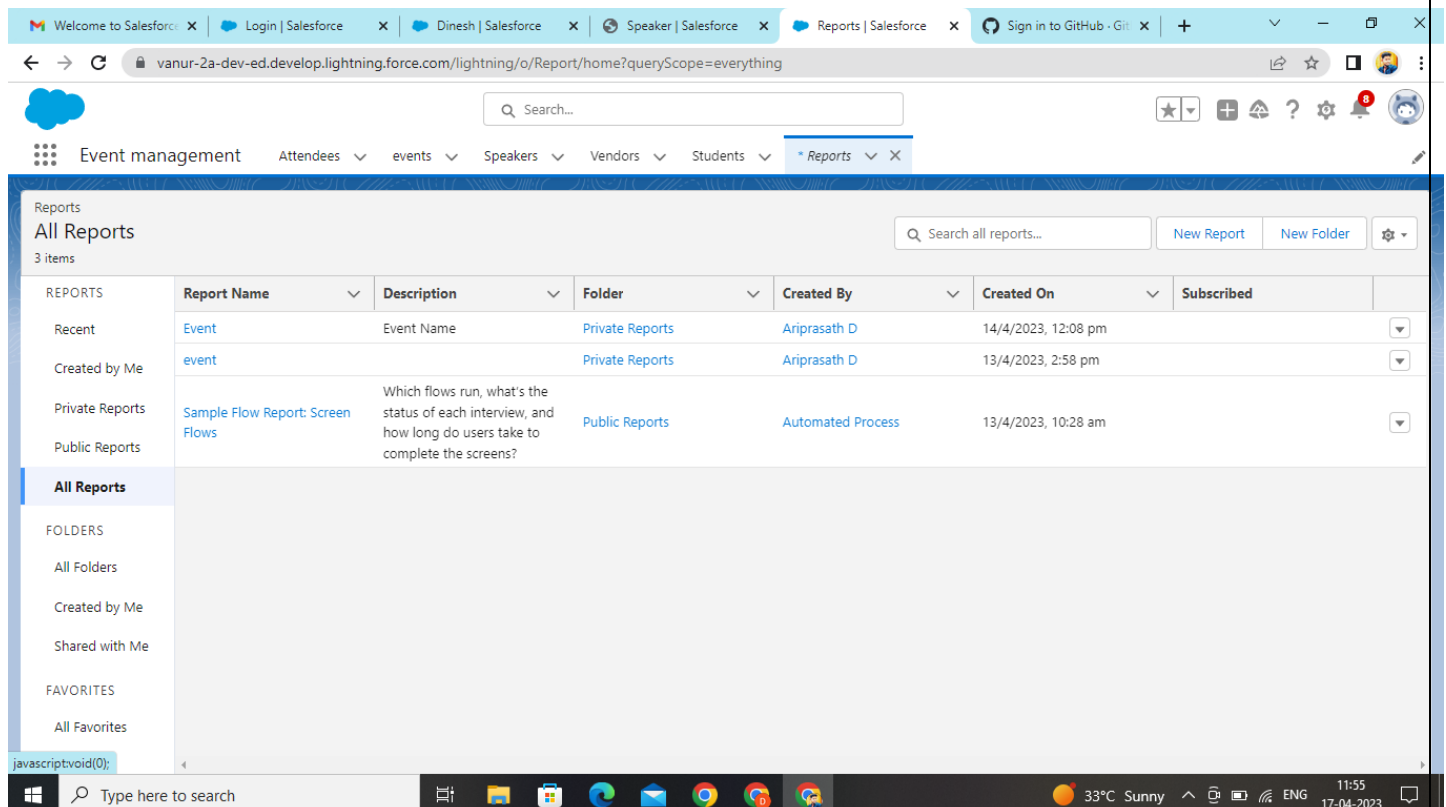 Welcome to Salesforce
Login | Salesforce
Dinesh | Salesforce
Speaker | Salesforce
Reports | Salesforce
Sign in to GitHub · Git
vanur-2a-dev-ed.develop.lightning.force.com/lightning/o/Report/home?queryScope=everything
Search...
8
Event management
Attendees
events
Speakers
Vendors
Students
* Reports
Reports
All Reports
3 items
Search all reports...
New Report
New Folder
REPORTS
Recent
Created by Me
Private Reports
Public Reports
All Reports
FOLDERS
All Folders
Created by Me
Shared with Me
FAVORITES
All Favorites
Report Name Description Folder Created By Created On Subscribed
Event Event Name Private Reports Ariprasath D 14/4/2023, 12:08 pm
event Private Reports Ariprasath D 13/4/2023, 2:58 pm
Sample Flow Report: Screen
Flows
Which flows run, what's the
status of each interview, and
how long do users take to
complete the screens?
Public Reports
Automated Process
13/4/2023, 10:28 am
javascript:void(0);
Type here to search
33°C Sunny
ENG
11:55
17-04-2023